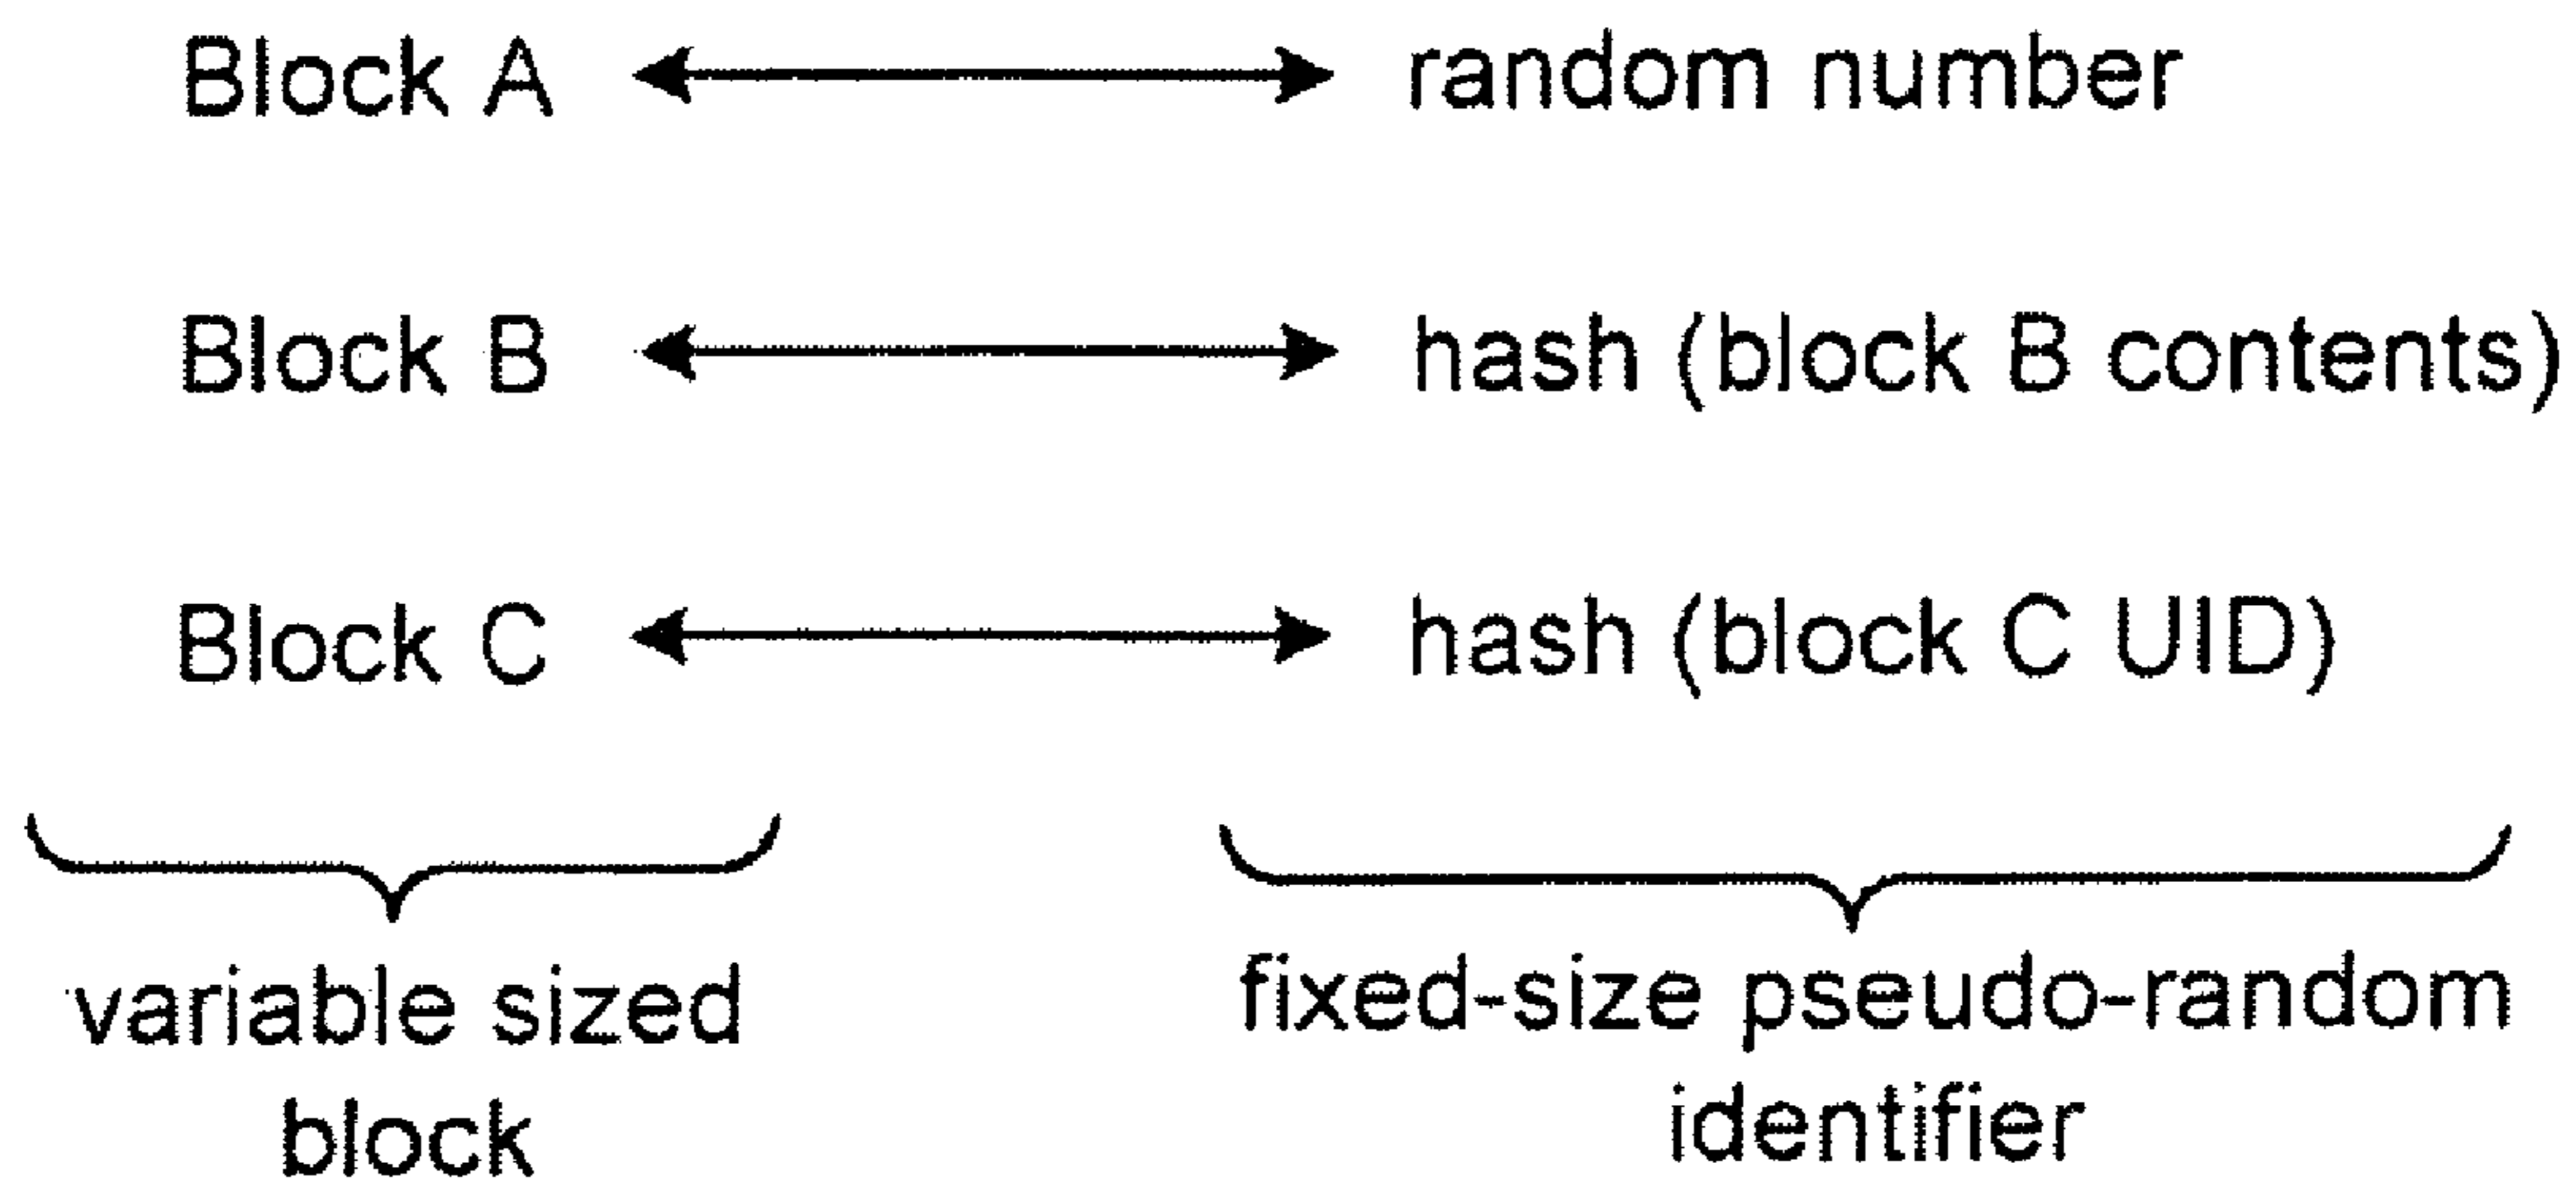 Block A random number
Block B hash (block B contents)
Block C hash (block C UID)
variable sized fixed-size pseudo-random
block identifier